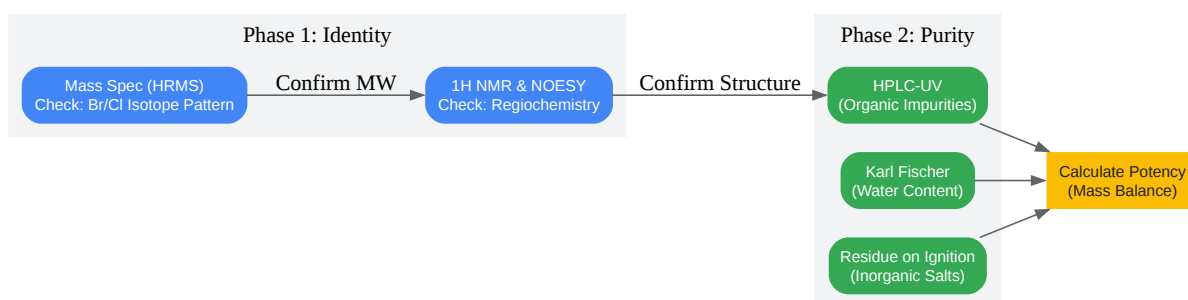 Phase 1: Identity
Mass Spec (HRMS)
Check: Br/Cl Isotope Pattern
Confirm MW
1H NMR & NOESY
Check: Regiochemistry
Confirm Structure
Phase 2: Purity
HPLC-UV
(Organic Impurities)
Karl Fischer
(Water Content)
Residue on Ignition
(Inorganic Salts)
Calculate Potency
(Mass Balance)